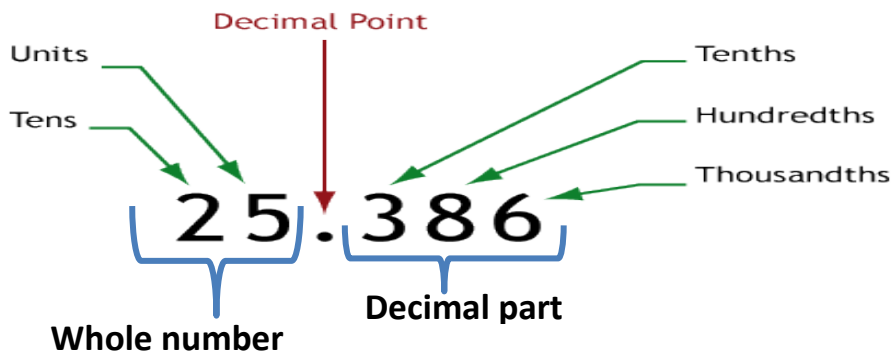 Decimal Point
Units
Tenths
Tens
Hundredths
Thousandths
25.386
Decimal part
Whole number